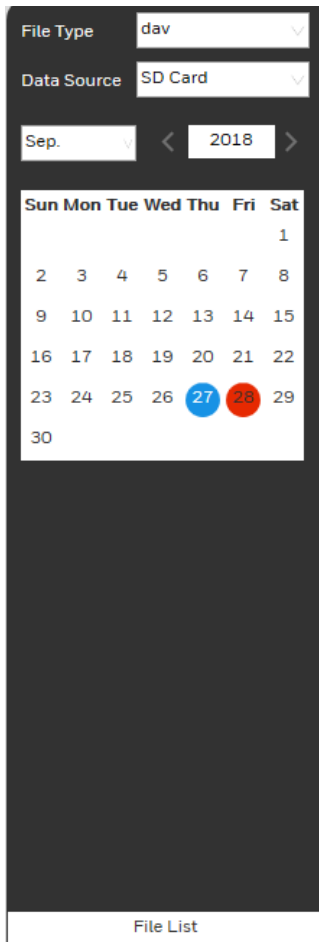 File Type dav
Data Source SD Card
Sep. 2018
Sun Mon Tue Wed Thu Fri Sat
1
2 3 4 5 6 7 8
9 10 11 12 13 14 15
16 17 18 19 20 21 22
23 24 25 26 27 28 29
30
File List